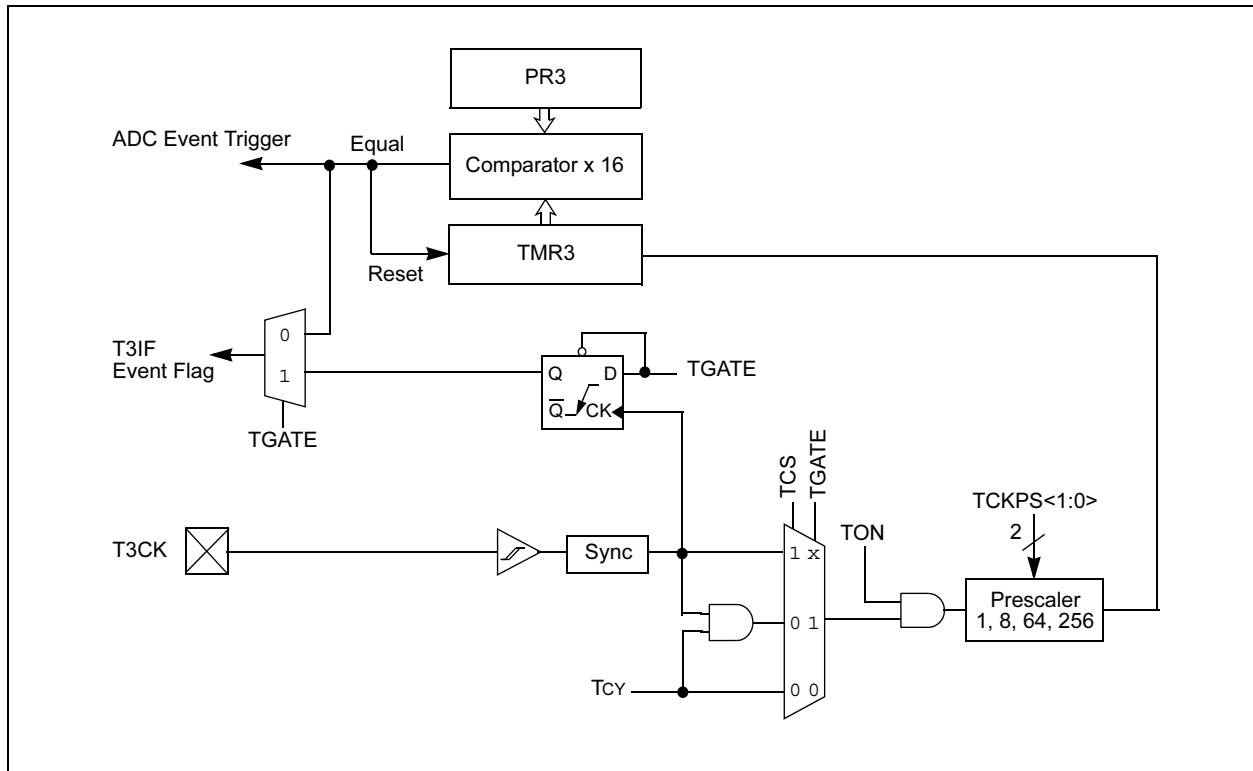 PR3
ADC Event Trigger
Equal
Comparator x 16
TMR3
Reset
0
T3IF
Event Flag
1
Q D
TGATE
Q̅ CK
TGATE
TCS
TGATE
TCKPS<1:0>
2
TON
T3CK
Sync
1 x
Prescaler
1, 8, 64, 256
0 1
TCY
0 0